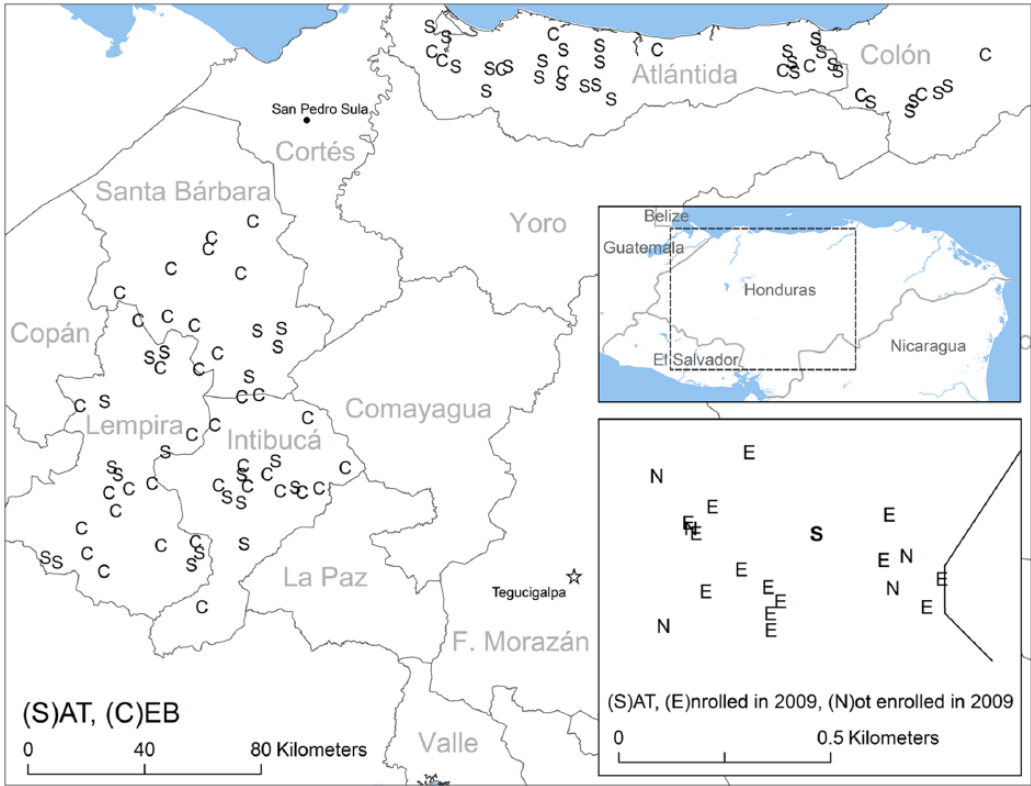 S
S
C
C
S
S
S C S
S
C
S
S
S
S
C
S
S
S
S S
S
C
Atlántida
S
S
S
S
C S
C
S
S
Colón
C
C
S
S
S C
S
S
San Pedro Sula
Cortés
Santa Bárbara
Yoro
C
C
C
C
C
C
Copán
C
C
C
S
S
S
S
S
C
C
C
S
C
C
C
S
Lempira
C
C
Intibucá
C
Comayagua
S
S
S
C
C
C
C
C
S
C
S
C
C
S
S
C
S
C
C
C
C
C
C
S
S
C
C
C
S
S
S
C
La Paz
Tegucigalpa
F. Morazán
Valle
(S)AT, (C)EB
0 40 80 Kilometers
Belize
Guatemala
Honduras
El Salvador
Nicaragua
o
E
N
E
E
E
E
E
S
E
E
N
E
E
E
N
E
E
E
E
E
N
(S)AT, (E)nrolled in 2009, (N)ot enrolled in 2009
0 0.5 Kilometers